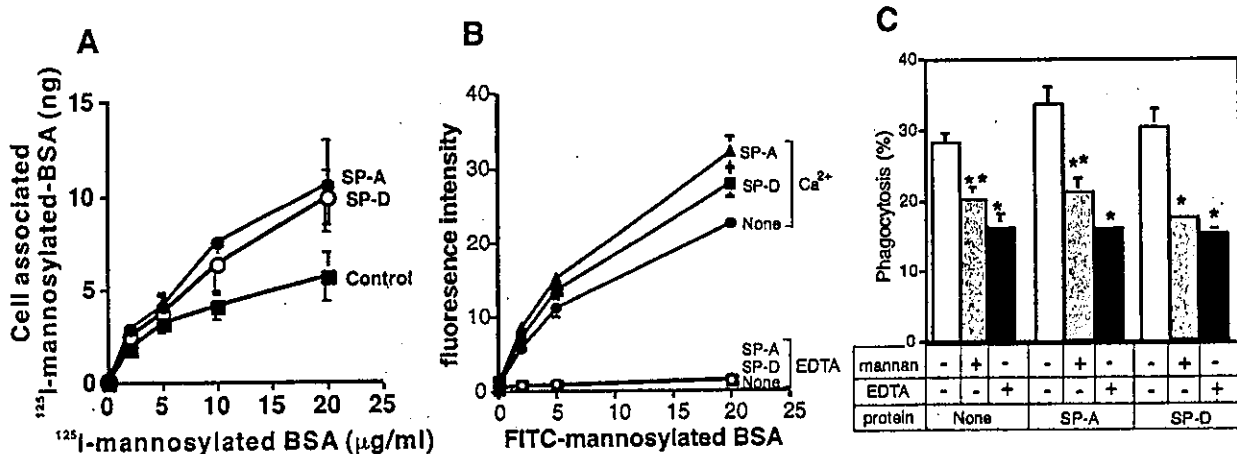 A
Cell associated
¹²⁵I-mannosylated-BSA (ng)
15
10
5
0
SP-A
SP-D
Control
0 5 10 15 20 25
¹²⁵I-mannosylated BSA (µg/ml)
B
fluoresence intensity
40
30
20
10
0
SP-A
SP-D
None
Ca²⁺
SP-A
SP-D
None
EDTA
0 5 10 15 20 25
FITC-mannosylated BSA
C
Phagocytosis (%)
40
30
20
10
0
** * ** * * *
mannan - + - - + - - + -
EDTA - - + - - + - - +
protein None SP-A SP-D